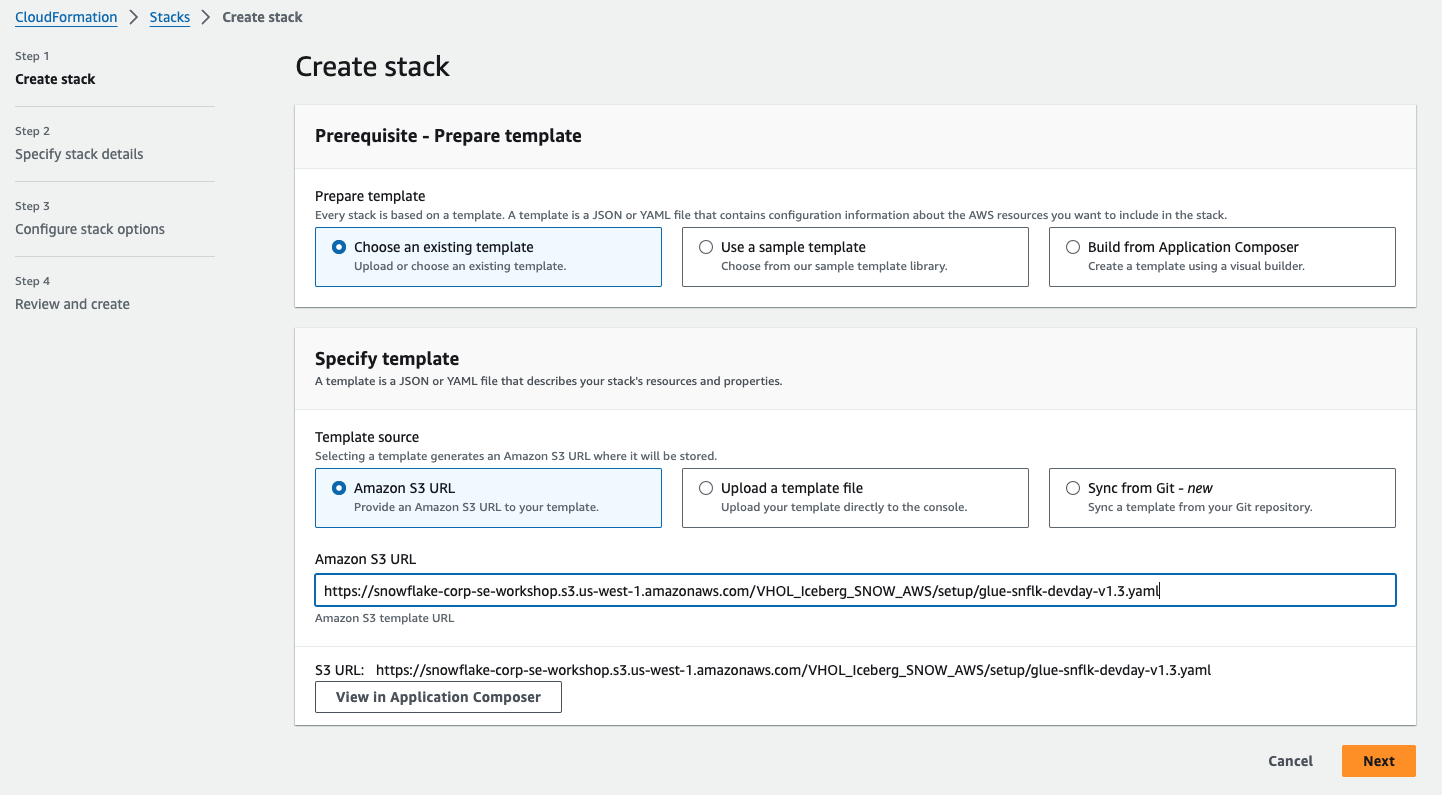 CloudFormation > Stacks > Create stack
Step 1
Create stack
Step 2
Specify stack details
Step 3
Configure stack options
Step 4
Review and create
Create stack
Prerequisite - Prepare template
Prepare template
Every stack is based on a template. A template is a JSON or YAML file that contains configuration information about the AWS resources you want to include in the stack.
Choose an existing template
Upload or choose an existing template.
Use a sample template
Choose from our sample template library.
Build from Application Composer
Create a template using a visual builder.
Specify template
A template is a JSON or YAML file that describes your stack's resources and properties.
Template source
Selecting a template generates an Amazon S3 URL where it will be stored.
Amazon S3 URL
Provide an Amazon S3 URL to your template.
Upload a template file
Upload your template directly to the console.
Sync from Git - new
Sync a template from your Git repository.
Amazon S3 URL
https://snowflake-corp-se-workshop.s3.us-west-1.amazonaws.com/VHOL_Iceberg_SNOW_AWS/setup/glue-snflk-devday-v1.3.yaml
Amazon S3 template URL
S3 URL: https://snowflake-corp-se-workshop.s3.us-west-1.amazonaws.com/VHOL_Iceberg_SNOW_AWS/setup/glue-snflk-devday-v1.3.yaml
View in Application Composer
Cancel Next